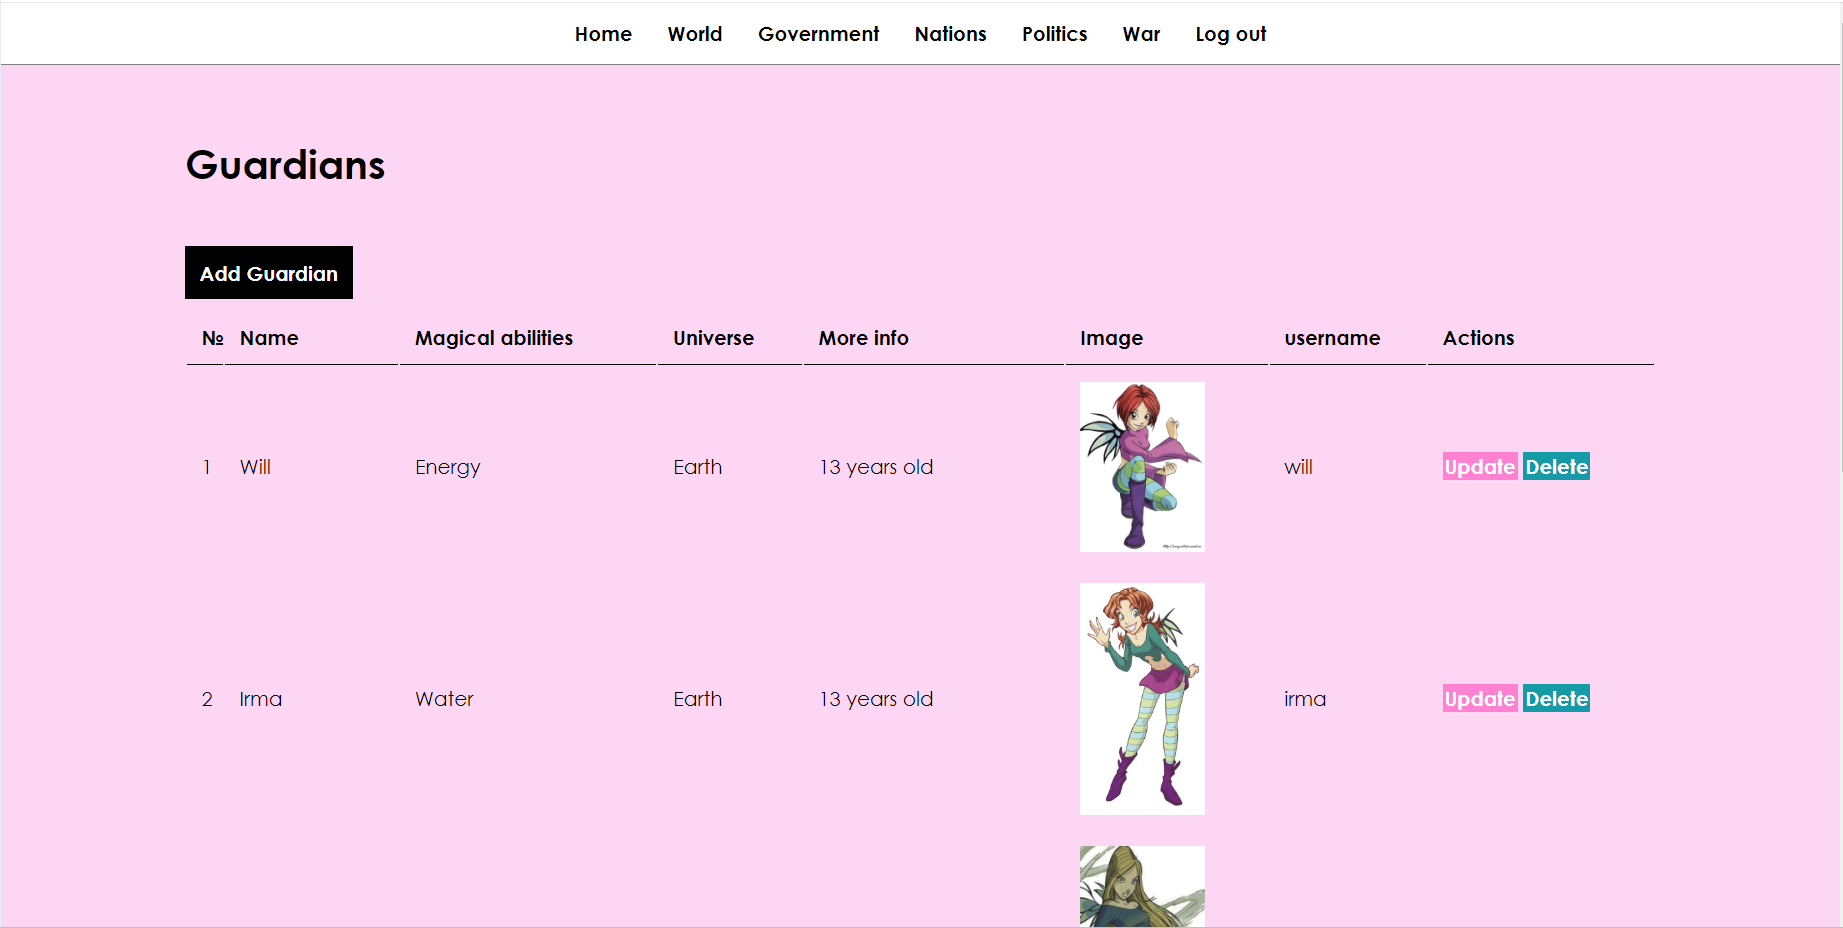 Home World Government Nations Politics War Log out
Guardians
Add Guardian
№ Name Magical abilities Universe More info Image username Actions
1 Will Energy Earth 13 years old will Update Delete
2 Irma Water Earth 13 years old irma Update Delete